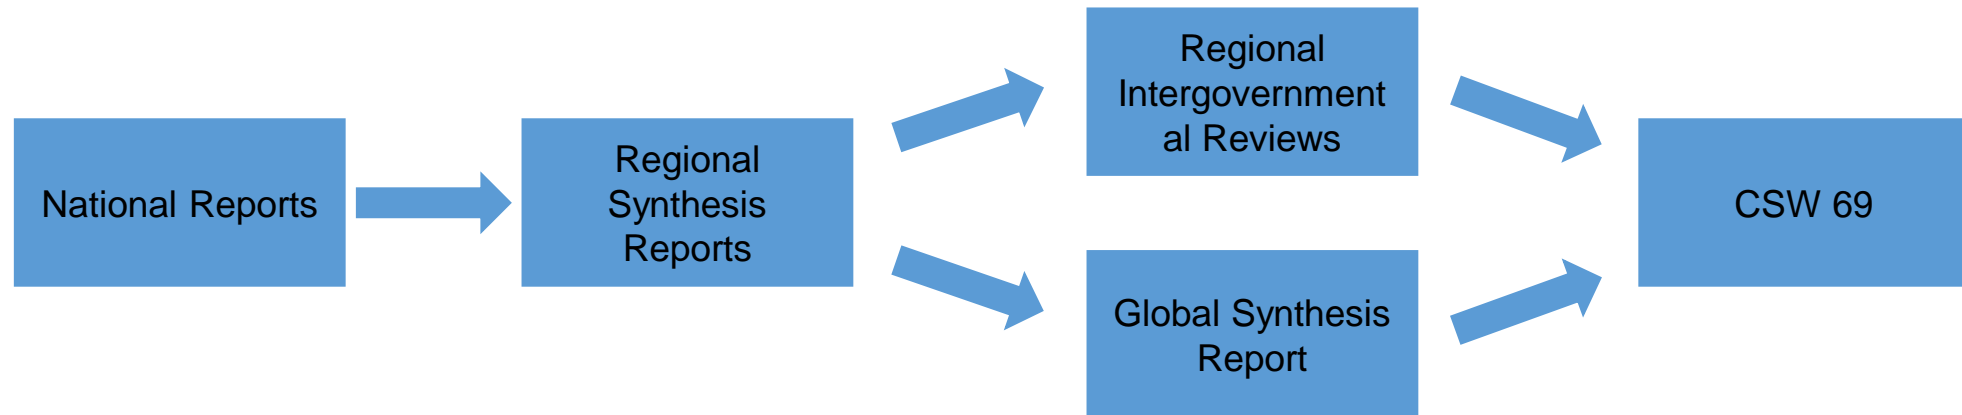 National Reports
Regional
Synthesis
Reports
Regional
Intergovernment
al Reviews
Global Synthesis
Report
CSW 69